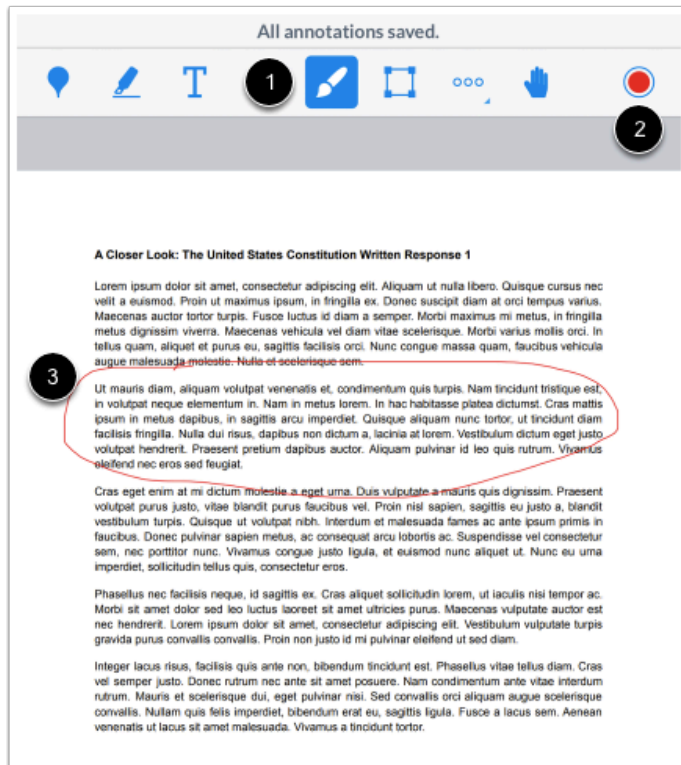 All annotations saved.
T
1
2
A Closer Look: The United States Constitution Written Response 1
Lorem ipsum dolor sit amet, consectetur adipiscing elit. Aliquam ut nulla libero. Quisque cursus nec
velit a euismod. Proin ut maximus ipsum, in fringilla ex. Donec suscipit diam at orci tempus varius.
Maecenas auctor tortor turpis. Fusce luctus id diam a semper. Morbi maximus mi metus, in fringilla
metus dignissim viverra. Maecenas vehicula vel diam vitae scelerisque. Morbi varius mollis orci. In
tellus quam, aliquet et purus eu, sagittis facilisis orci. Nunc congue massa quam, faucibus vehicula
augue malesuada molestie. Nulla et scelerisque sem.
3
Ut mauris diam, aliquam volutpat venenatis et, condimentum quis turpis. Nam tincidunt tristique est,
in volutpat neque elementum in. Nam in metus lorem. In hac habitasse platea dictumst. Cras mattis
ipsum in metus dapibus, in sagittis arcu imperdiet. Quisque aliquam nunc tortor, ut tincidunt diam
facilisis fringilla. Nulla dui risus, dapibus non dictum a, lacinia at lorem. Vestibulum dictum eget justo
volutpat hendrerit. Praesent pretium dapibus auctor. Aliquam pulvinar id leo quis rutrum. Vivamus
eleifend nec eros sed feugiat.
Cras eget enim at mi dictum molestie a eget urna. Duis vulputate a mauris quis dignissim. Praesent
volutpat purus justo, vitae blandit purus faucibus vel. Proin nisl sapien, sagittis eu justo a, blandit
vestibulum turpis. Quisque ut volutpat nibh. Interdum et malesuada fames ac ante ipsum primis in
faucibus. Donec pulvinar sapien metus, ac consequat arcu lobortis ac. Suspendisse vel consectetur
sem, nec porttitor nunc. Vivamus congue justo ligula, et euismod nunc aliquet ut. Nunc eu urna
imperdiet, sollicitudin tellus quis, consectetur eros.
Phasellus nec facilisis neque, id sagittis ex. Cras aliquet sollicitudin lorem, ut iaculis nisi tempor ac.
Morbi sit amet dolor sed leo luctus laoreet sit amet ultricies purus. Maecenas vulputate auctor est
nec hendrerit. Lorem ipsum dolor sit amet, consectetur adipiscing elit. Vestibulum vulputate turpis
gravida purus convallis convallis. Proin non justo id mi pulvinar eleifend ut sed diam.
Integer lacus risus, facilisis quis ante non, bibendum tincidunt est. Phasellus vitae tellus diam. Cras
vel semper justo. Donec rutrum nec ante sit amet posuere. Nam condimentum ante vitae interdum
rutrum. Mauris et scelerisque dui, eget pulvinar nisi. Sed convallis orci aliquam augue scelerisque
convallis. Nullam quis felis imperdiet, bibendum erat eu, sagittis ligula. Fusce a lacus sem. Aenean
venenatis ut lacus sit amet malesuada. Vivamus a tincidunt tortor.